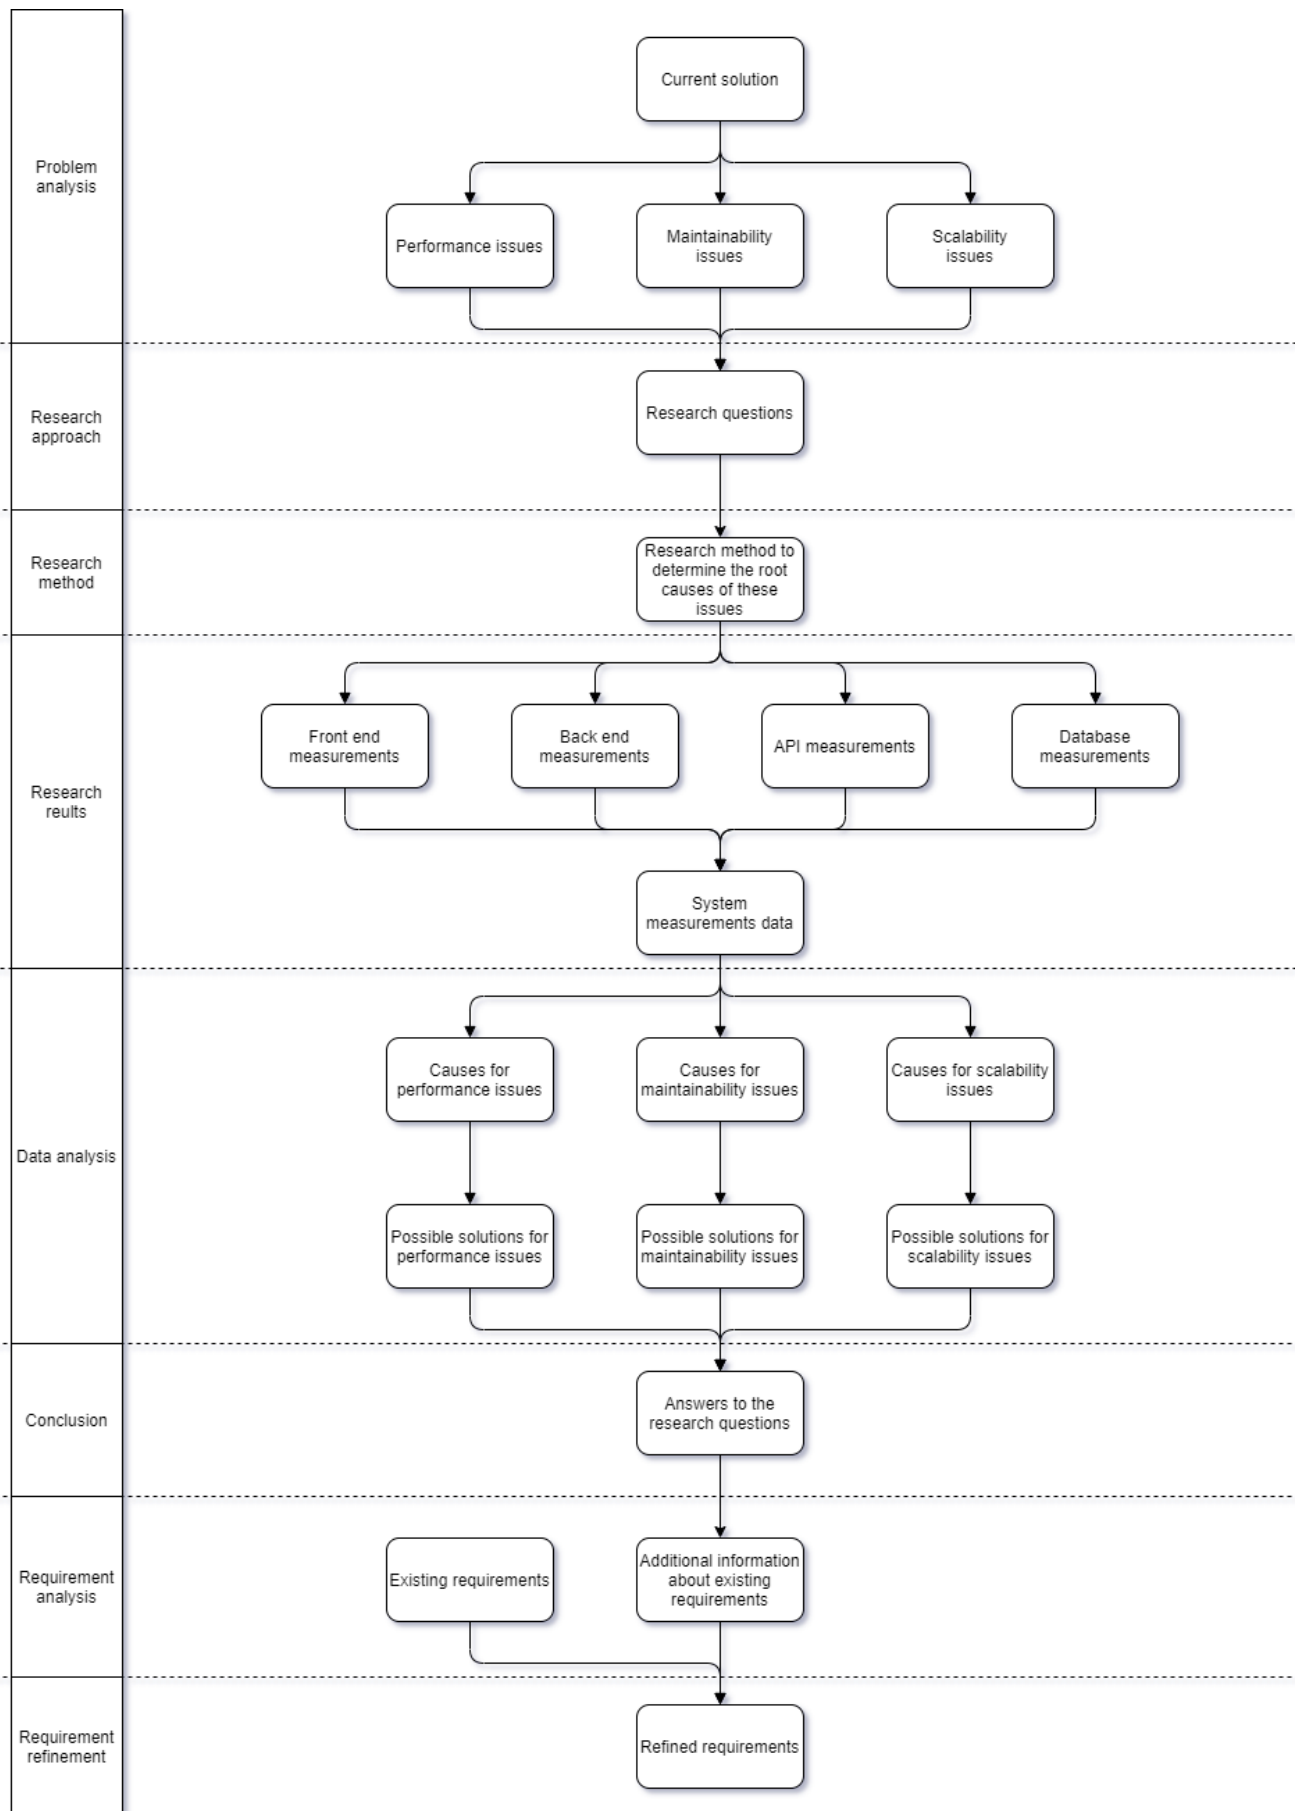 Current solution
Problem
analysis
Performance issues
Maintainability
issues
Scalability
issues
Research
approach
Research questions
Research
method
Research method to
determine the root
causes of these
issues
Research
reults
Front end
measurements
Back end
measurements
API measurements
Database
measurements
System
measurements data
Data analysis
Causes for
performance issues
Causes for
maintainability issues
Causes for scalability
issues
Possible solutions for
performance issues
Possible solutions for
maintainability issues
Possible solutions for
scalability issues
Conclusion
Answers to the
research questions
Requirement
analysis
Existing requirements
Additional information
about existing
requirements
Requirement
refinement
Refined requirements